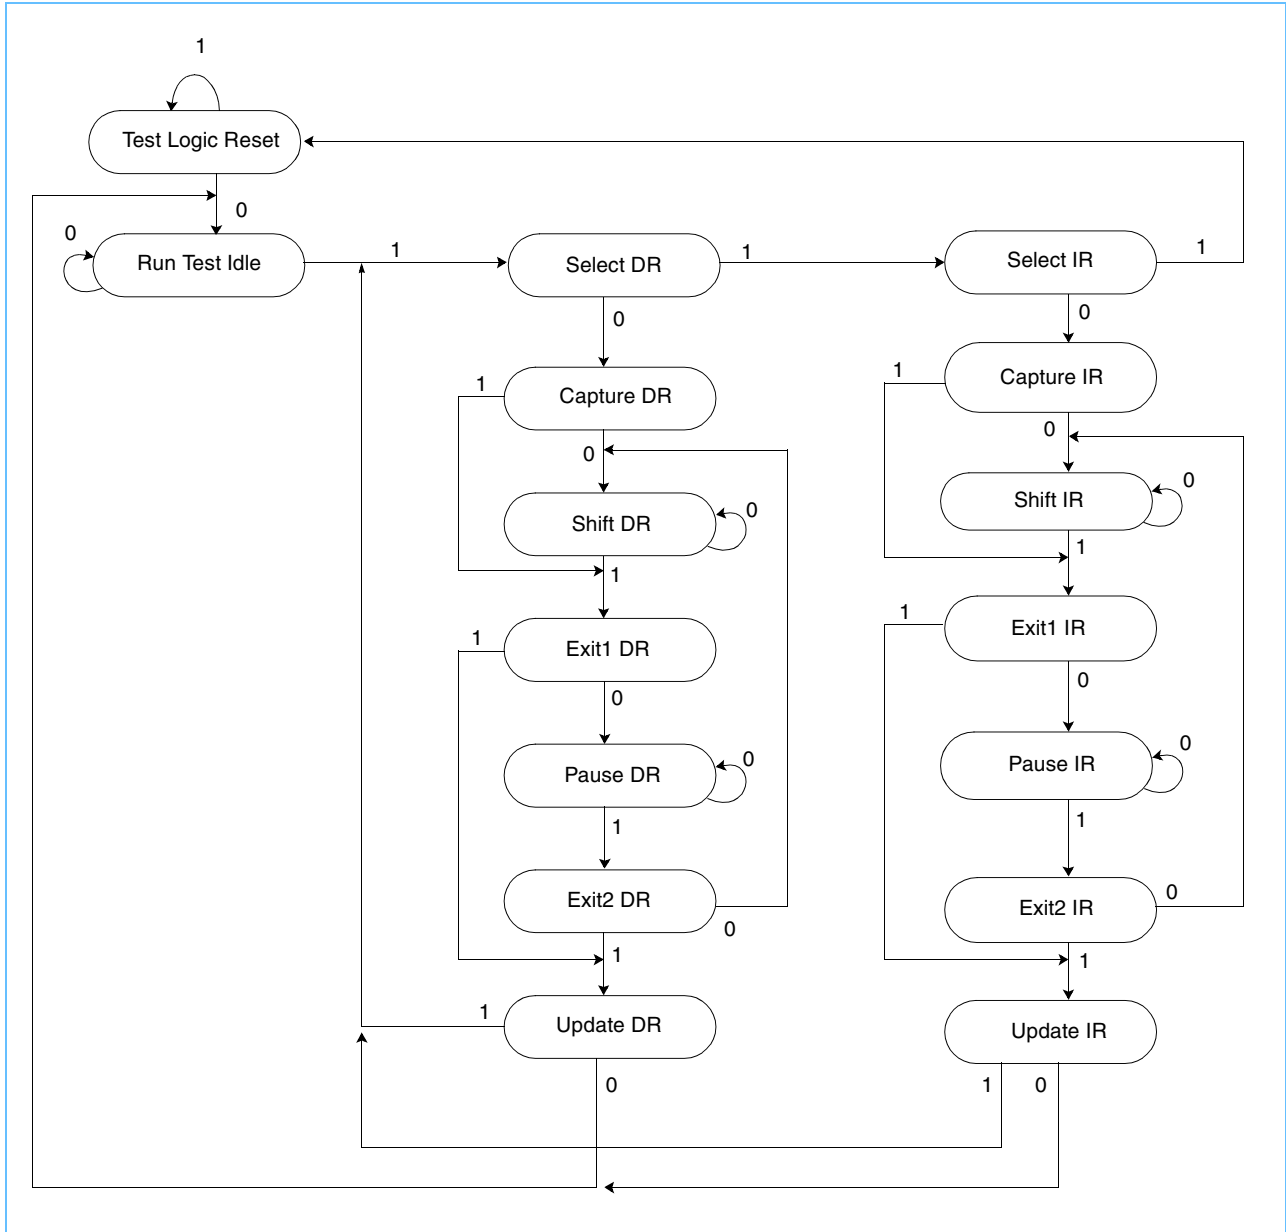 1
Test Logic Reset
0
0
Run Test Idle
1
Select DR
1
Select IR
1
0
0
Capture DR
1
Capture IR
1
0
0
Shift DR
0
Shift IR
0
1
1
Exit1 DR
1
Exit1 IR
1
0
0
Pause DR
0
Pause IR
0
1
1
Exit2 DR
0
Exit2 IR
0
1
1
Update DR
1
Update IR
0
1
0